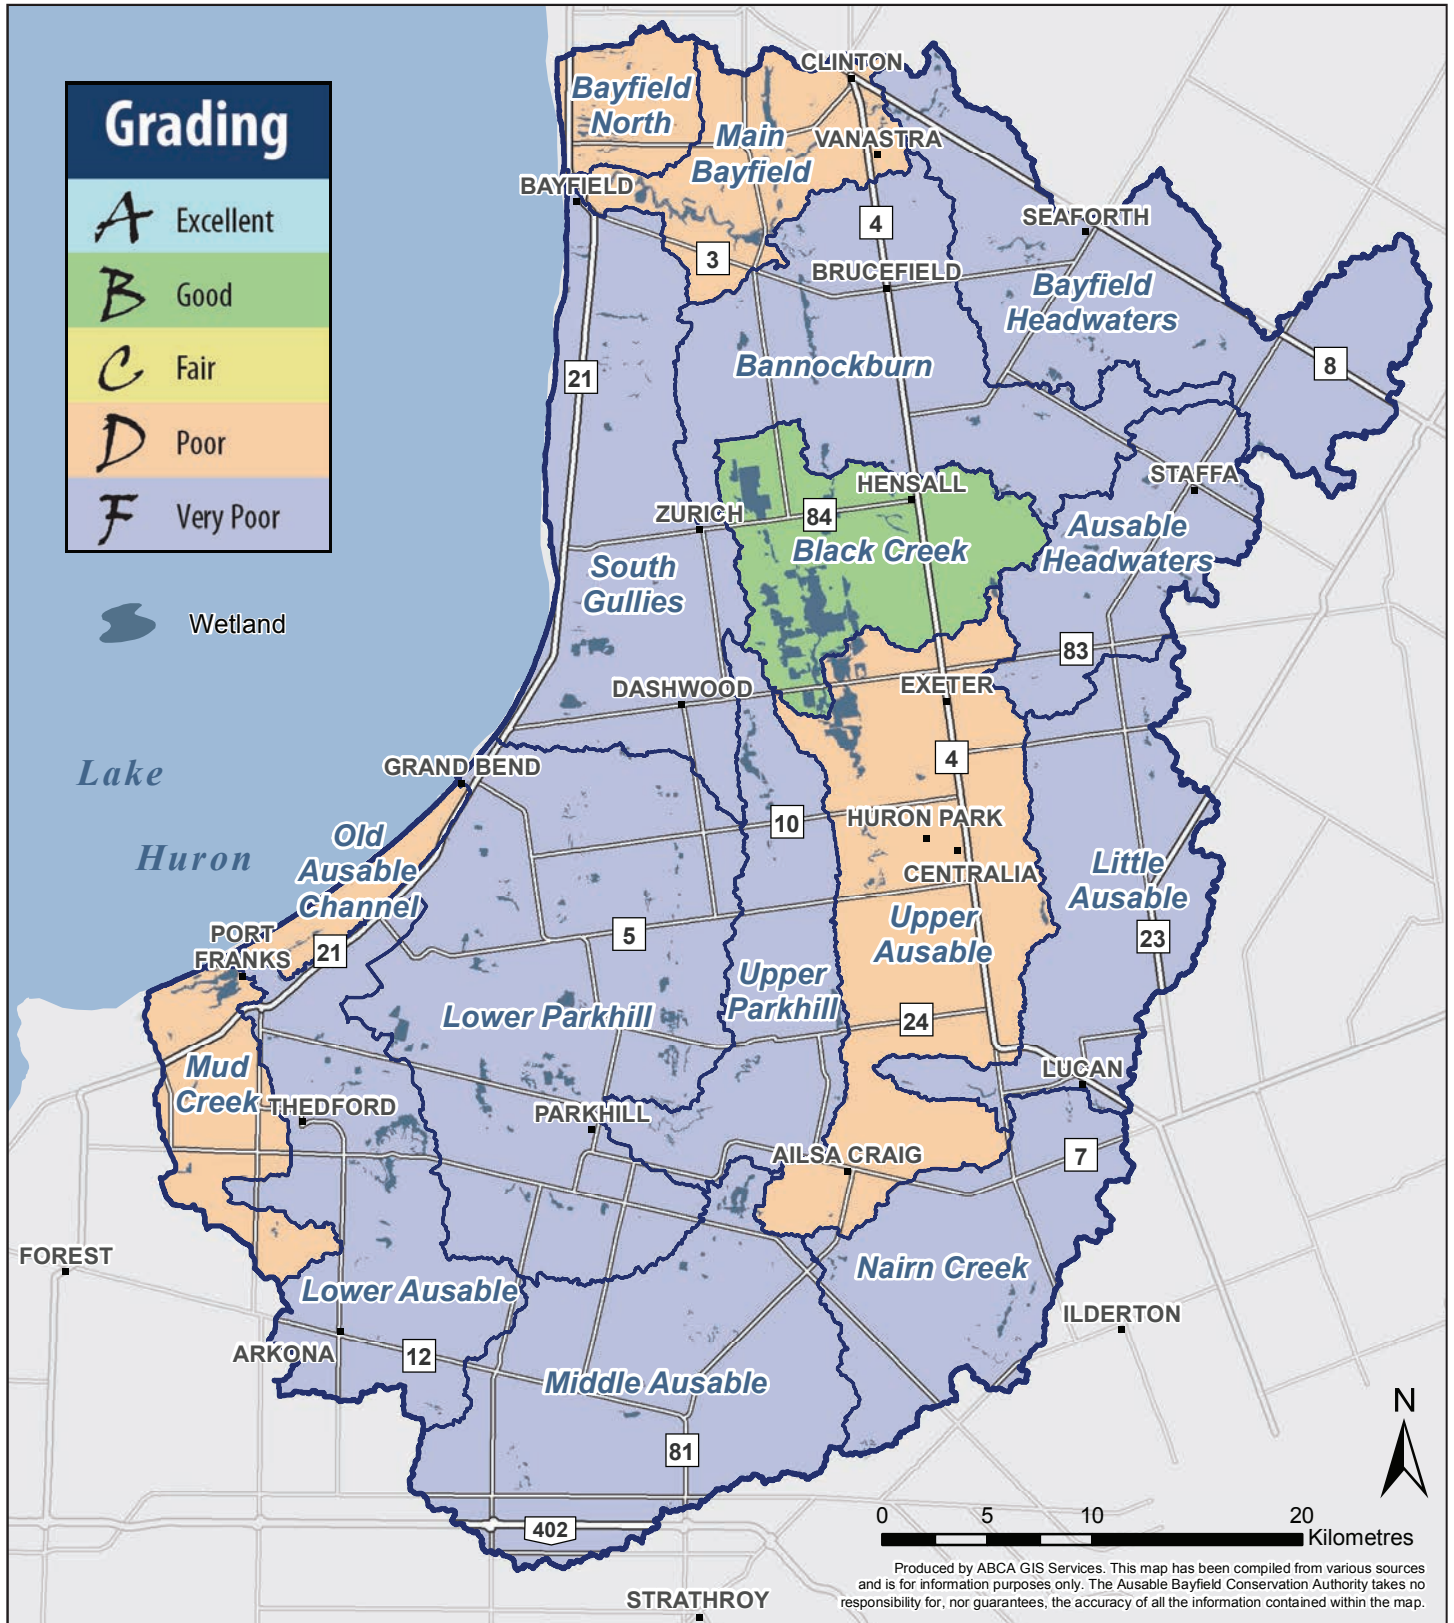 Grading
A Excellent
B Good
C Fair
D Poor
F Very Poor
Wetland
Lake
Huron
CLINTON
Bayfield
North
Main
Bayfield
VANASTRA
BAYFIELD
4
SEAFORTH
3
BRUCEFIELD
Bayfield
Headwaters
Bannockburn
21
8
HENSALL
STAFFA
ZURICH
84
Black Creek
Ausable
Headwaters
South
Gullies
83
DASHWOOD
EXETER
GRAND BEND
4
10
HURON PARK
CENTRALIA
Old
Ausable
Channel
Little
Ausable
PORT
FRANKS
21
5
Upper
Ausable
23
Upper
Parkhill
Lower Parkhill
24
Mud
Creek
LUCAN
THEDFORD
PARKHILL
AILSA CRAIG
7
FOREST
Nairn Creek
Lower Ausable
ILDERTON
ARKONA
12
Middle Ausable
N
81
0 5 10 20
Kilometres
402
Produced by ABCA GIS Services. This map has been compiled from various sources
and is for information purposes only. The Ausable Bayfield Conservation Authority takes no
responsibility for, nor guarantees, the accuracy of all the information contained within the map.
STRATHROY